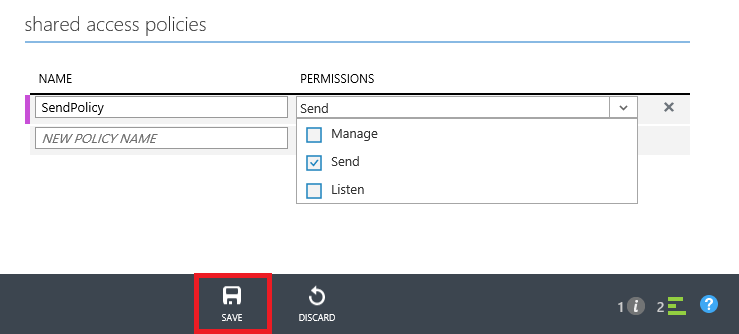 shared access policies
NAME PERMISSIONS
SendPolicy Send
NEW POLICY NAME
Manage
Send
Listen
SAVE DISCARD
1 i 2 ?